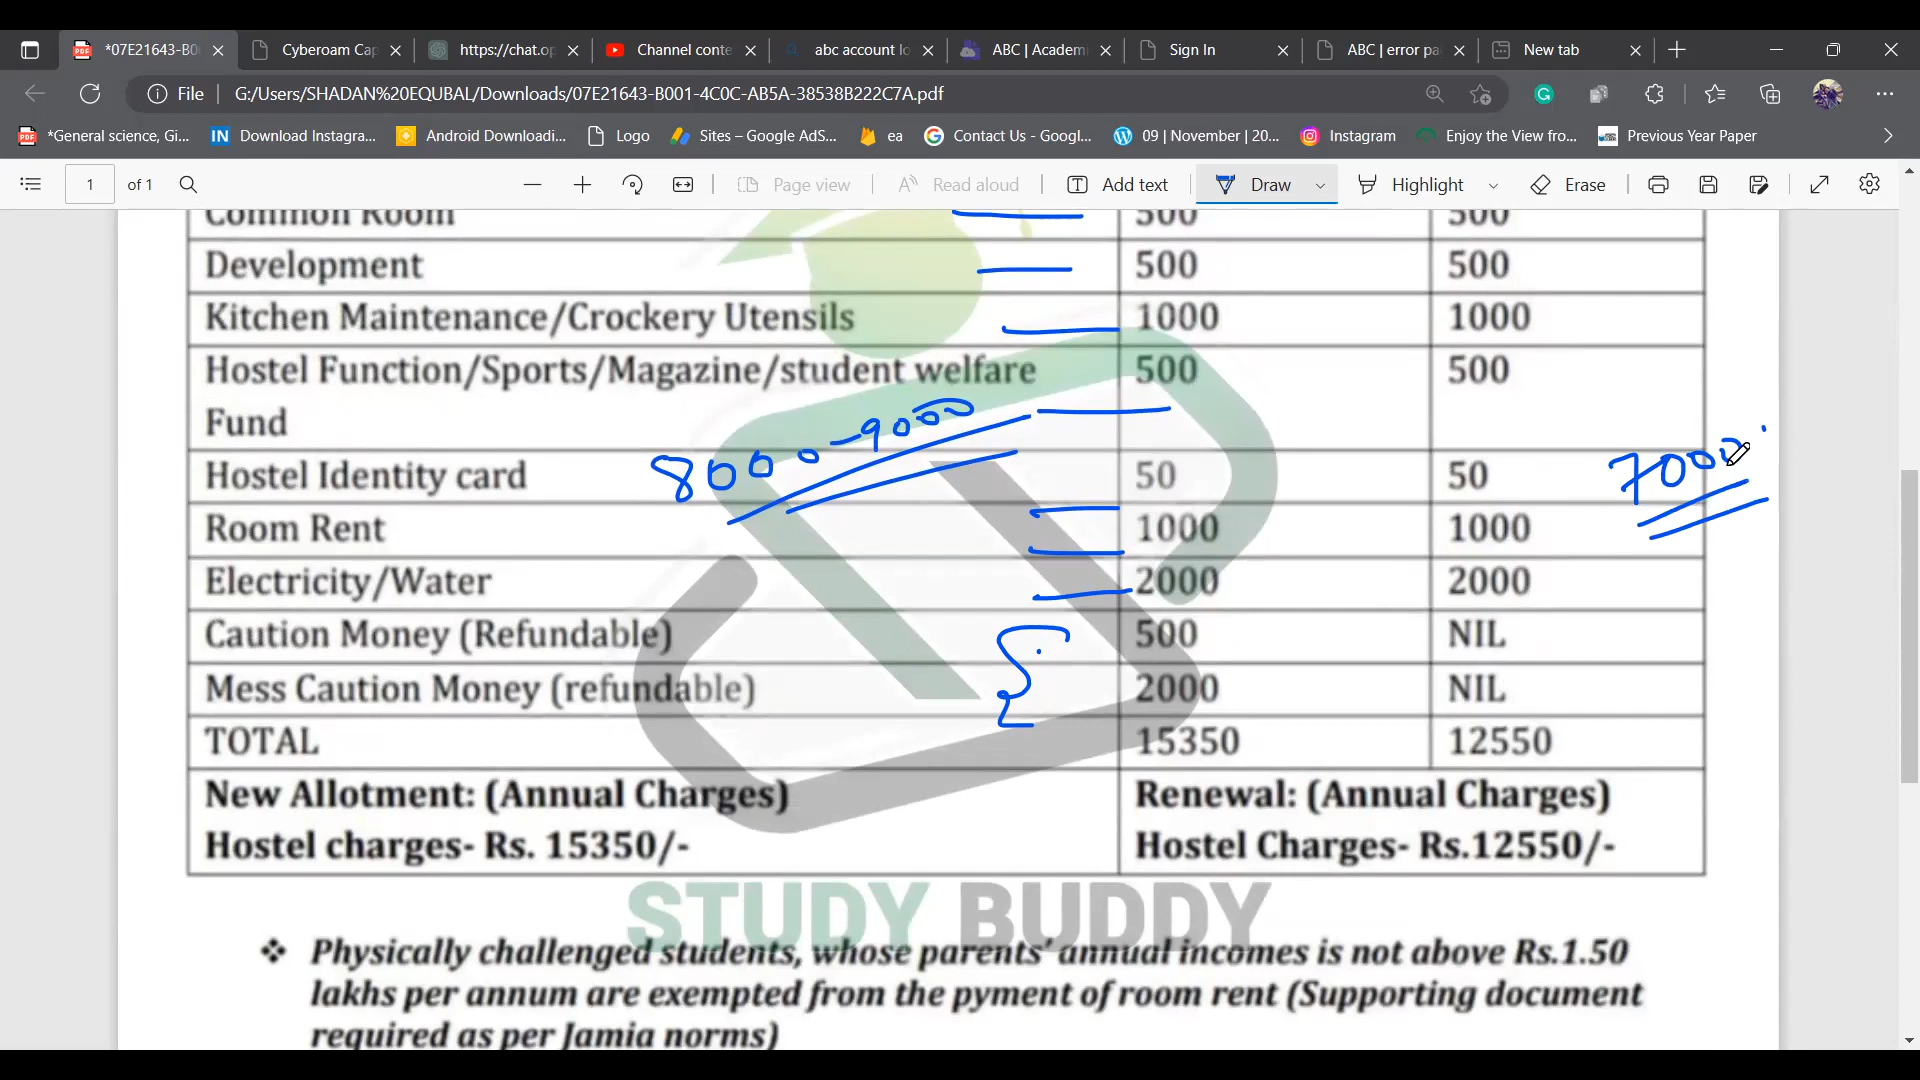 *07E21643-B0
Cyberoam Cap
https://chat.op
Channel conte
abc account lo
ABC | Academi
Sign In
ABC | error pa
New tab
File
G:/Users/SHADAN%20EQUBAL/Downloads/07E21643-B001-4C0C-AB5A-38538B222C7A.pdf
*General science, Gi...
Download Instagra...
Android Downloadi...
Logo
Sites – Google AdS...
ea
Contact Us - Googl...
09 | November | 20...
Instagram
Enjoy the View fro...
Previous Year Paper
1 of 1
Page view
Read aloud
Add text
Draw
Highlight
Erase
Common Room 500 500
Development 500 500
Kitchen Maintenance/Crockery Utensils 1000 1000
Hostel Function/Sports/Magazine/student welfare 500 500
Fund
8000-9000
7000
Hostel Identity card 50 50
Room Rent 1000 1000
Electricity/Water 2000 2000
Caution Money (Refundable) 500 NIL
Mess Caution Money (refundable) 2000 NIL
TOTAL 15350 12550
New Allotment: (Annual Charges) Renewal: (Annual Charges)
Hostel charges- Rs. 15350/- Hostel Charges- Rs.12550/-
STUDY BUDDY
❖ Physically challenged students, whose parents' annual incomes is not above Rs.1.50
lakhs per annum are exempted from the pyment of room rent (Supporting document
required as per Jamia norms)